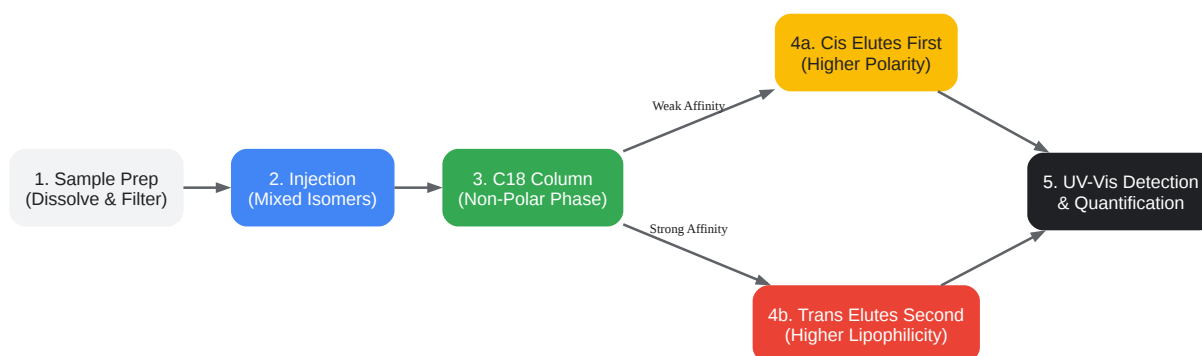 1. Sample Prep
(Dissolve & Filter)
2. Injection
(Mixed Isomers)
3. C18 Column
(Non-Polar Phase)
Weak Affinity
Strong Affinity
4a. Cis Elutes First
(Higher Polarity)
4b. Trans Elutes Second
(Higher Lipophilicity)
5. UV-Vis Detection
& Quantification